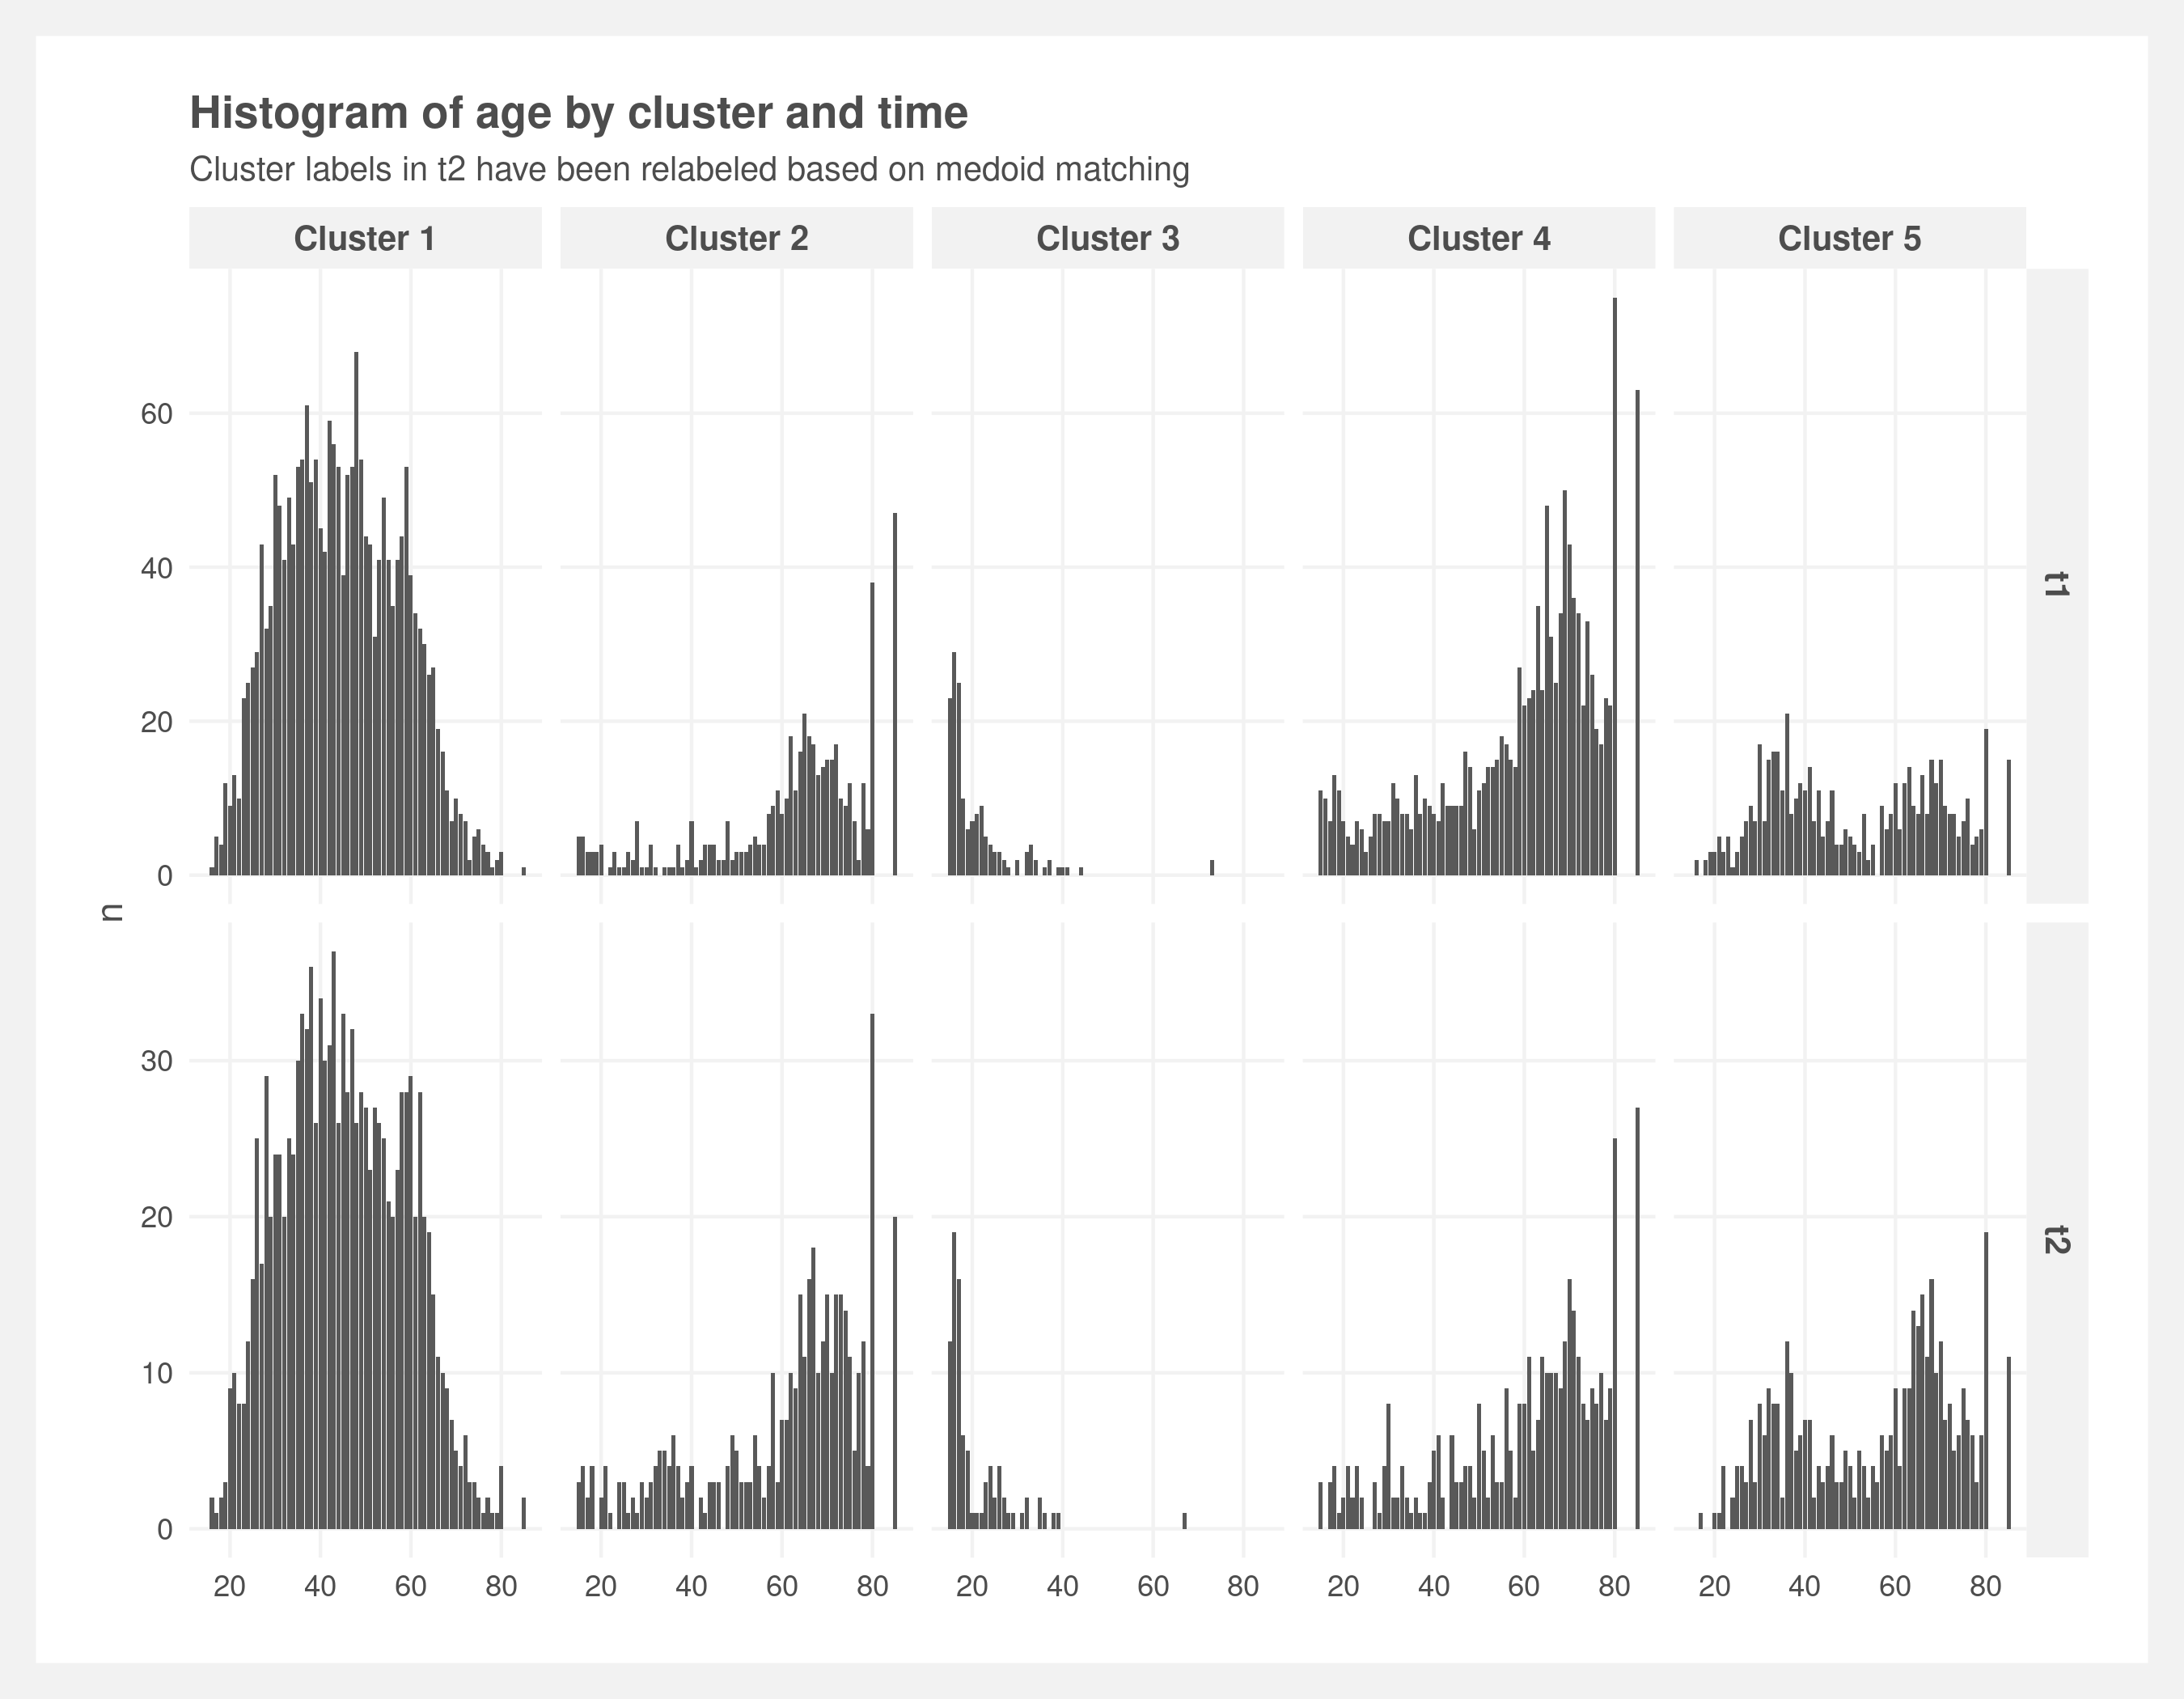 Histogram of age by cluster and time
Cluster labels in t2 have been relabeled based on medoid matching
Cluster 1 Cluster 2 Cluster 3 Cluster 4 Cluster 5
60
40
20
0
t1
n
30
20
10
0
t2
20 40 60 80 20 40 60 80 20 40 60 80 20 40 60 80 20 40 60 80